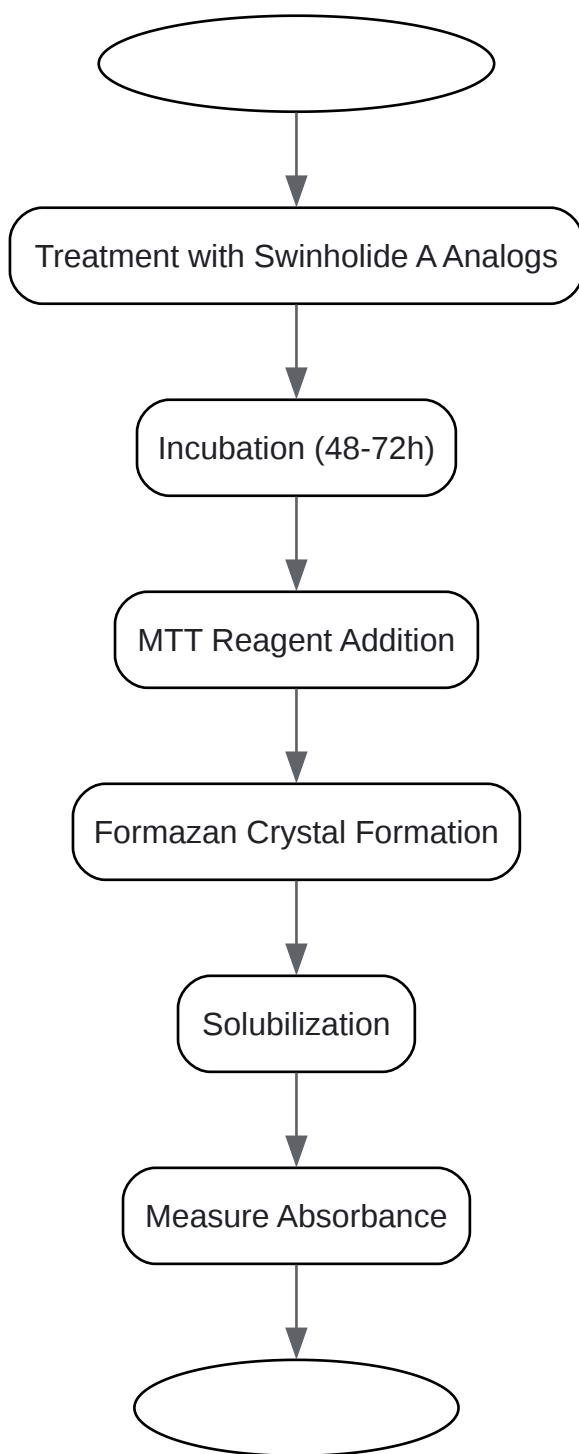 Treatment with Swinholide A Analogs
Incubation (48-72h)
MTT Reagent Addition
Formazan Crystal Formation
Solubilization
Measure Absorbance